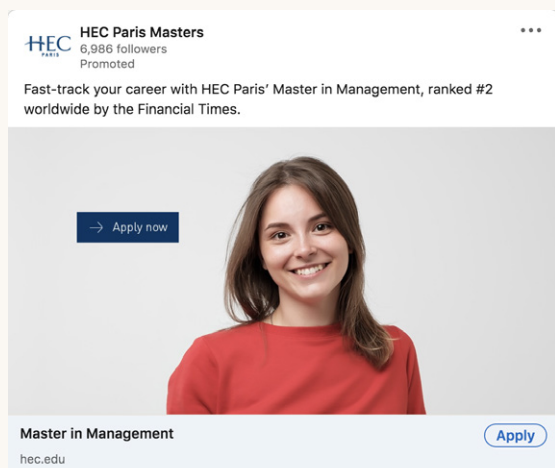 HEC
PARIS
HEC Paris Masters
6,986 followers
Promoted
Fast-track your career with HEC Paris’ Master in Management, ranked #2
worldwide by the Financial Times.
→ Apply now
Master in Management
Apply
hec.edu